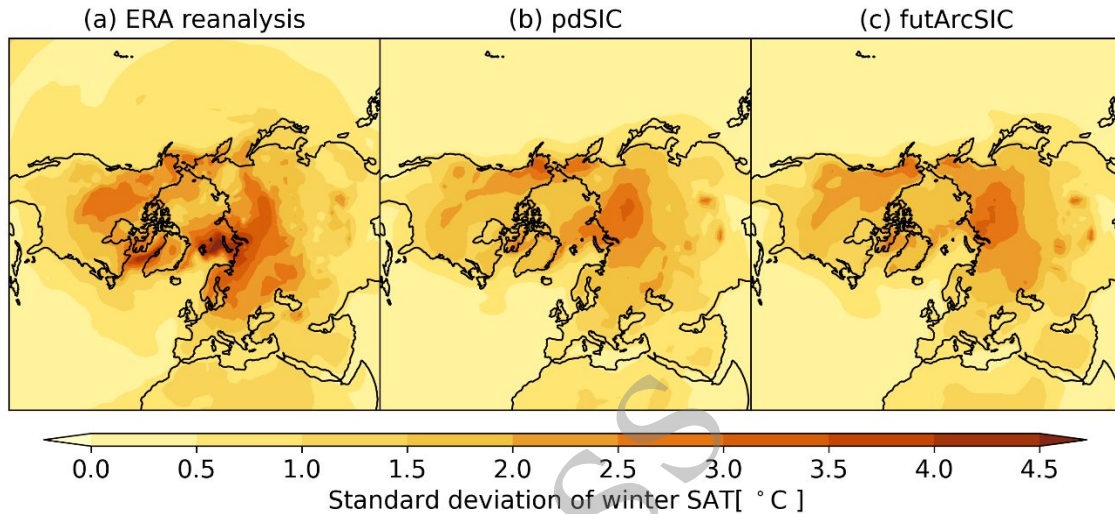 (a) ERA reanalysis (b) pdSIC (c) futArcSIC
0.0 0.5 1.0 1.5 2.0 2.5 3.0 3.5 4.0 4.5
Standard deviation of winter SAT[ °C ]